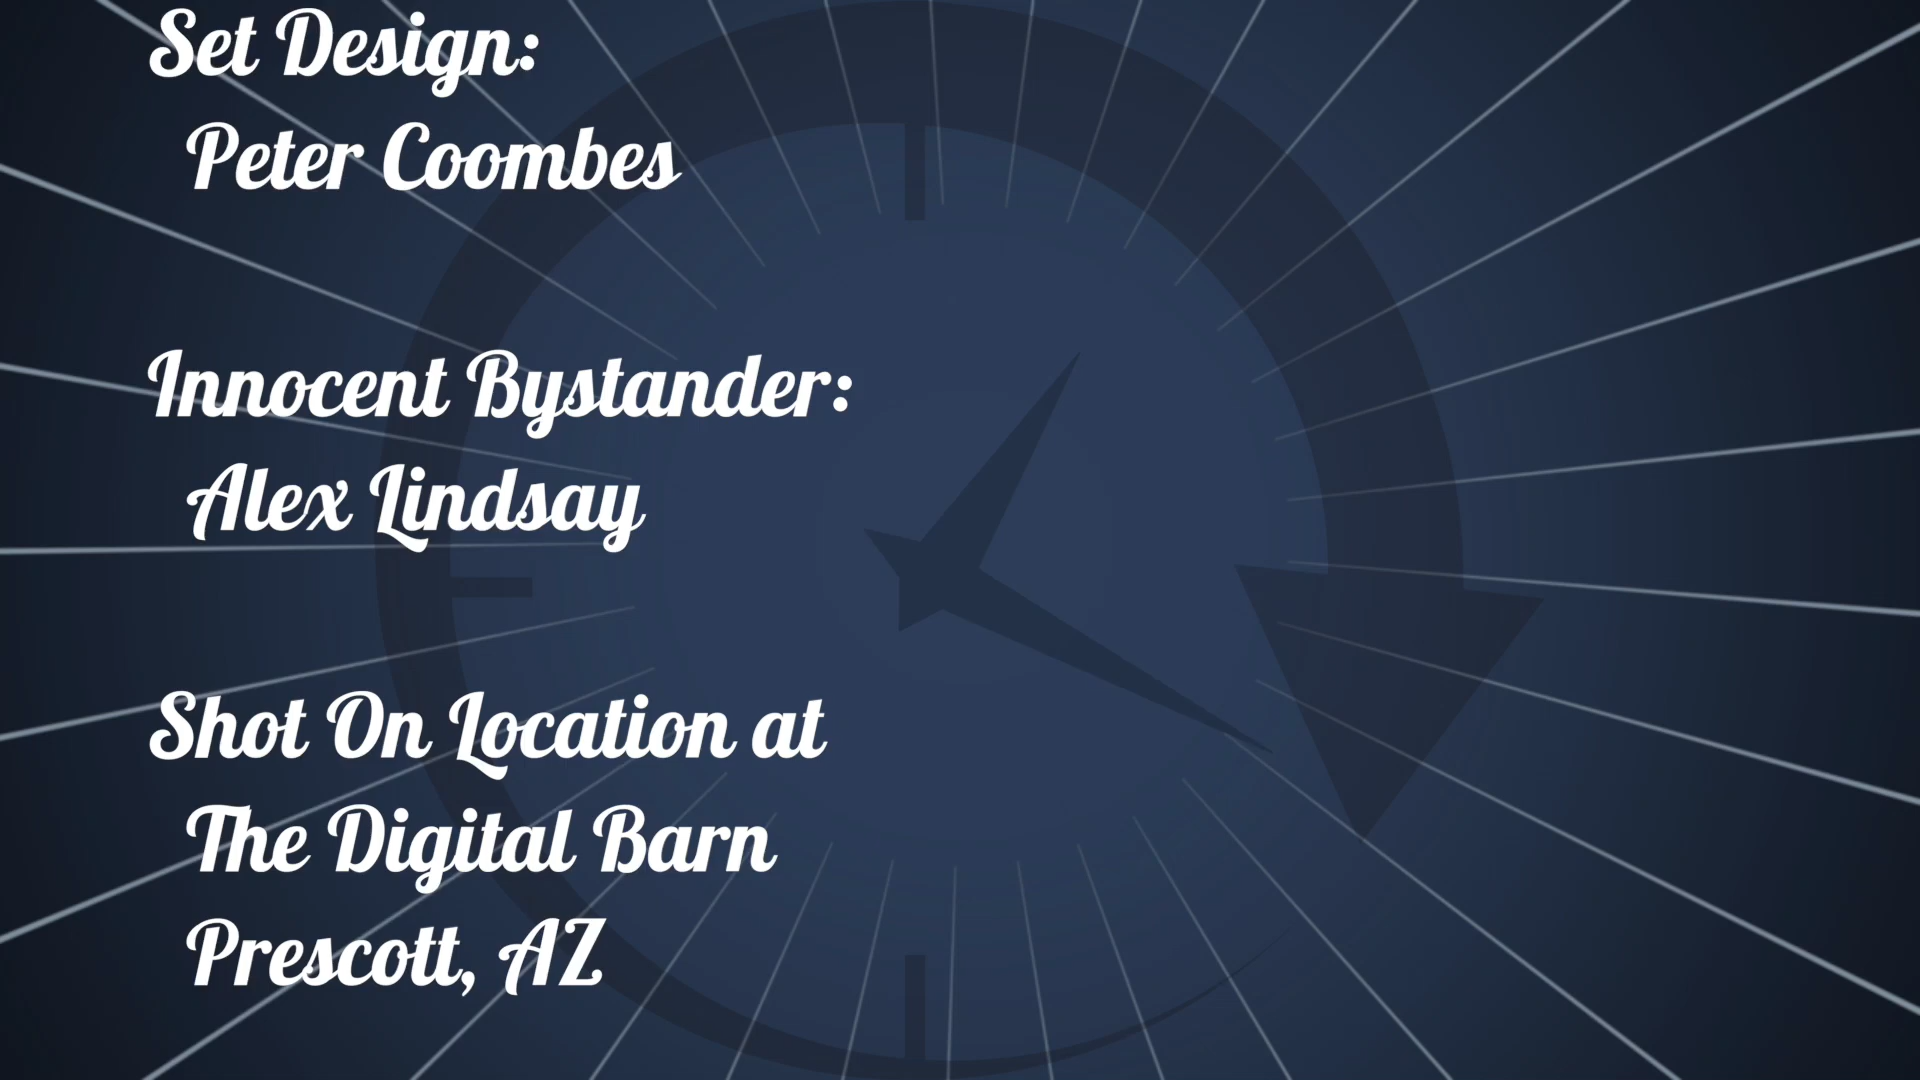 Set Design:
Peter Coombes
Innocent Bystander:
Alex Lindsay
Shot On Location at
The Digital Barn
Prescott, AZ